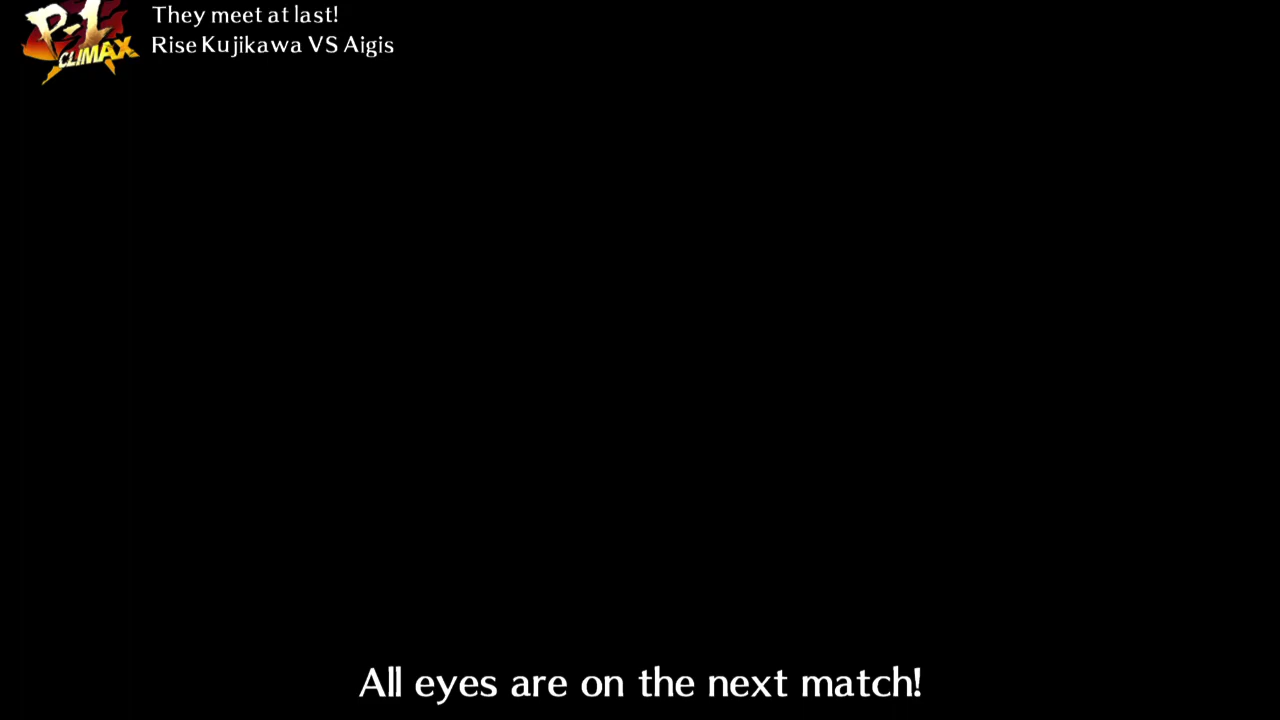 P-1
CLIMAX
They meet at last!
Rise Kujikawa VS Aigis
All eyes are on the next match!